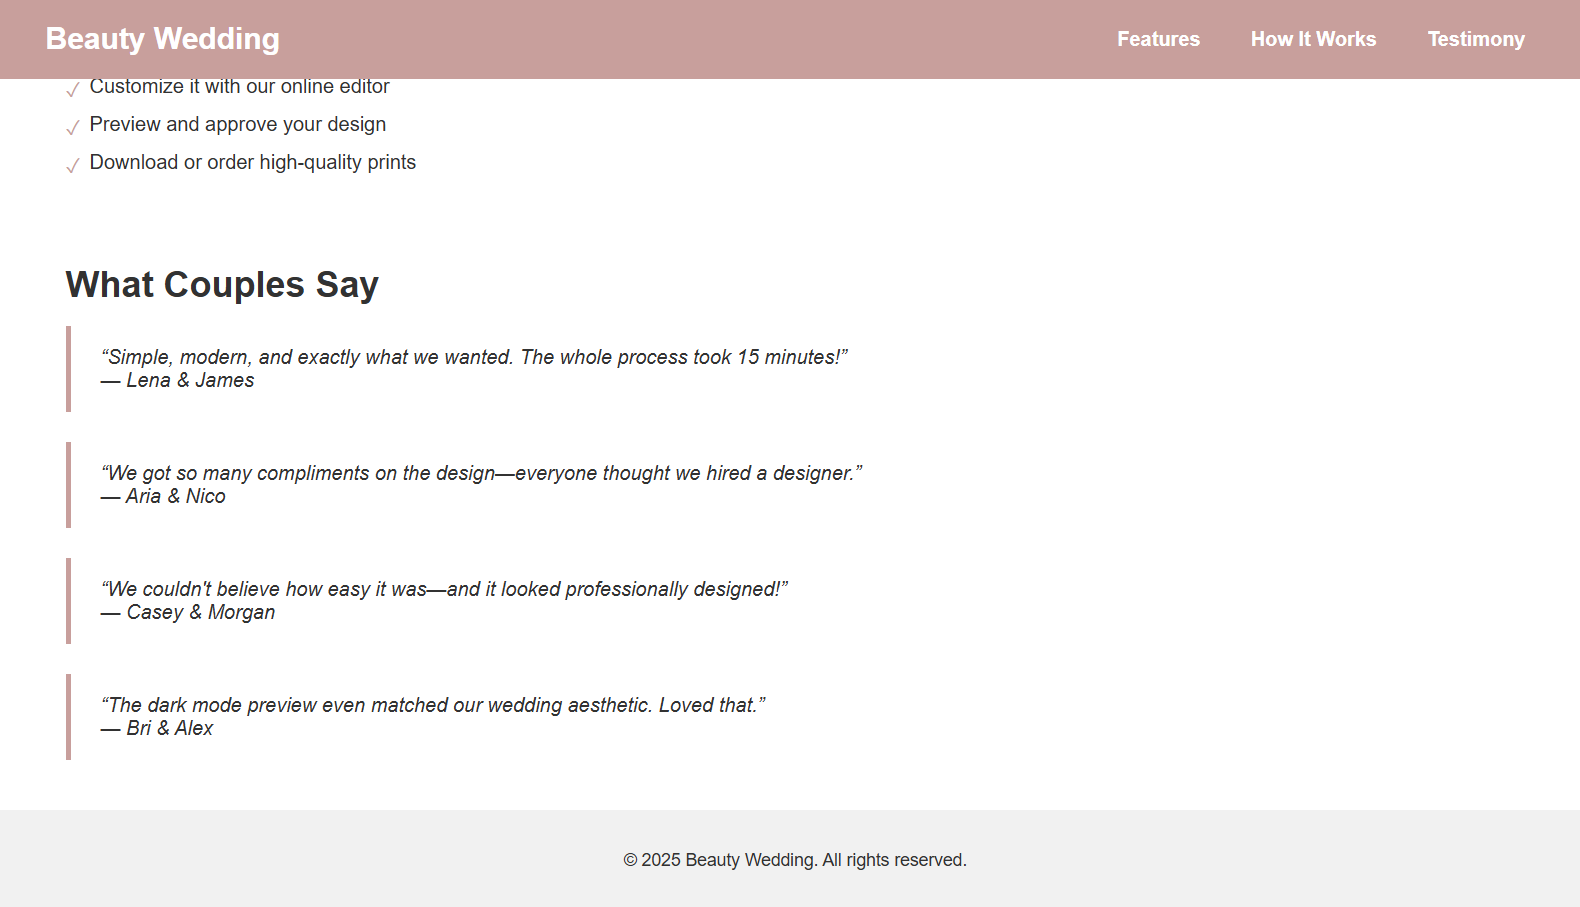 Beauty Wedding
Features
How It Works
Testimony
Customize it with our online editor
Preview and approve your design
Download or order high-quality prints
What Couples Say
“Simple, modern, and exactly what we wanted. The whole process took 15 minutes!”
— Lena & James
“We got so many compliments on the design—everyone thought we hired a designer.”
— Aria & Nico
“We couldn't believe how easy it was—and it looked professionally designed!”
— Casey & Morgan
“The dark mode preview even matched our wedding aesthetic. Loved that.”
— Bri & Alex
© 2025 Beauty Wedding. All rights reserved.